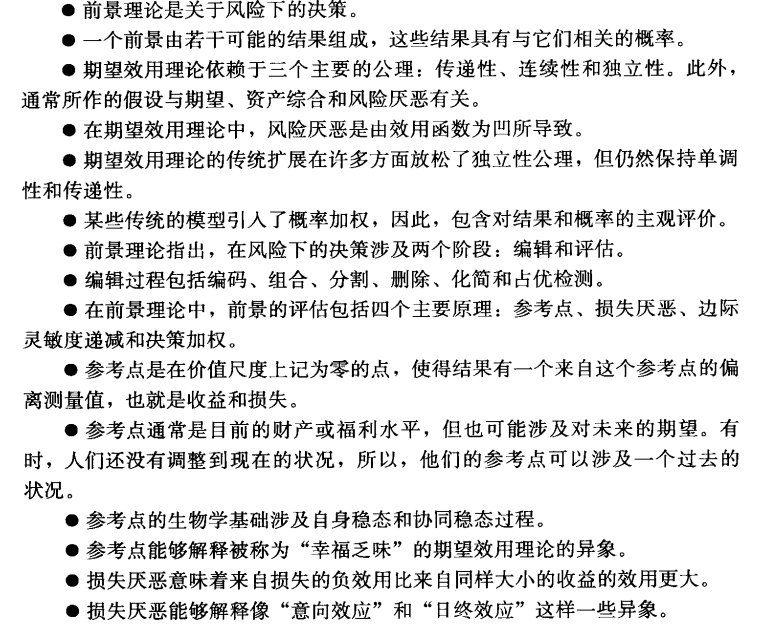 ● 前景理论是关于风险下的决策。
● 一个前景由若干可能的结果组成，这些结果具有与它们相关的概率。
● 期望效用理论依赖于三个主要的公理：传递性、连续性和独立性。此外，
通常所作的假设与期望、资产综合和风险厌恶有关。
● 在期望效用理论中，风险厌恶是由效用函数为凹所导致。
● 期望效用理论的传统扩展在许多方面放松了独立性公理，但仍然保持单调
性和传递性。
● 某些传统的模型引入了概率加权，因此，包含对结果和概率的主观评价。
● 前景理论指出，在风险下的决策涉及两个阶段：编辑和评估。
● 编辑过程包括编码、组合、分割、删除、化简和占优检测。
● 在前景理论中，前景的评估包括四个主要原理：参考点、损失厌恶、边际
灵敏度递减和决策加权。
● 参考点是在价值尺度上记为零的点，使得结果有一个来自这个参考点的偏
离测量值，也就是收益和损失。
● 参考点通常是目前的财产或福利水平，但也可能涉及对未来的期望。有
时，人们还没有调整到现在的状况，所以，他们的参考点可以涉及一个过去的
状况。
● 参考点的生物学基础涉及自身稳态和协同稳态过程。
● 参考点能够解释被称为“幸福乏味”的期望效用理论的异象。
● 损失厌恶意味着来自损失的负效用比来自同样大小的收益的效用更大。
● 损失厌恶能够解释像“意向效应”和“日终效应”这样一些异象。